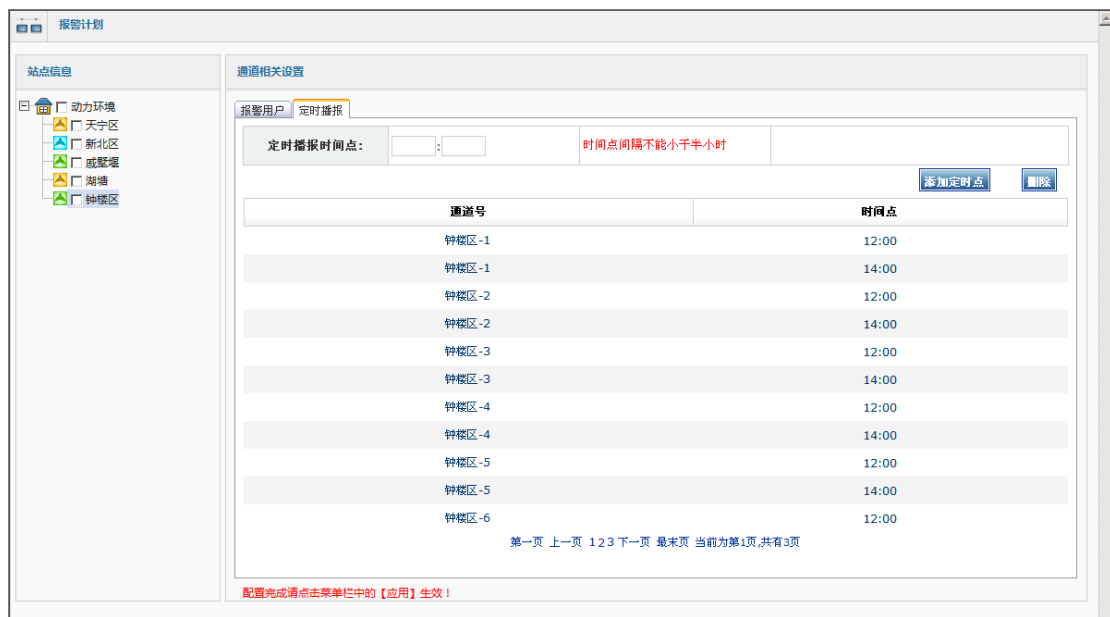 报警计划
站点信息
动力环境
天宁区
新北区
戚墅堰
湖塘
钟楼区
通道相关设置
报警用户 定时播报
定时播报时间点: : 时间点间隔不能小于半小时
添加定时点 删除
通道号 时间点
钟楼区-1 12:00
钟楼区-1 14:00
钟楼区-2 12:00
钟楼区-2 14:00
钟楼区-3 12:00
钟楼区-3 14:00
钟楼区-4 12:00
钟楼区-4 14:00
钟楼区-5 12:00
钟楼区-5 14:00
钟楼区-6 12:00
第一页 上一页 1 2 3 下一页 最末页 当前为第1页,共有3页
配置完成请点击菜单栏中的【应用】生效！